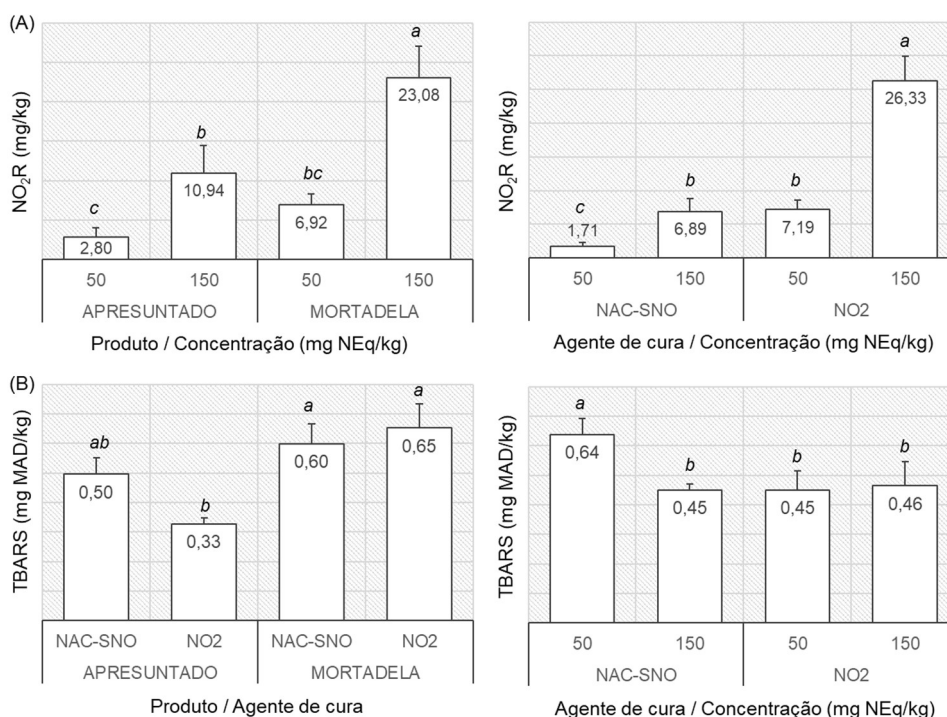 (A)
NO₂R (mg/kg)
c
2,80
b
10,94
bc
6,92
a
23,08
50 150 50 150
APRESUNTADO MORTADELA
Produto / Concentração (mg NEq/kg)
NO₂R (mg/kg)
c
1,71
b
6,89
b
7,19
a
26,33
50 150 50 150
NAC-SNO NO2
Agente de cura / Concentração (mg NEq/kg)
(B)
TBARS (mg MAD/kg)
ab
0,50
b
0,33
a
0,60
a
0,65
NAC-SNO NO2 NAC-SNO NO2
APRESUNTADO MORTADELA
Produto / Agente de cura
TBARS (mg MAD/kg)
a
0,64
b
0,45
b
0,45
b
0,46
50 150 50 150
NAC-SNO NO2
Agente de cura / Concentração (mg NEq/kg)